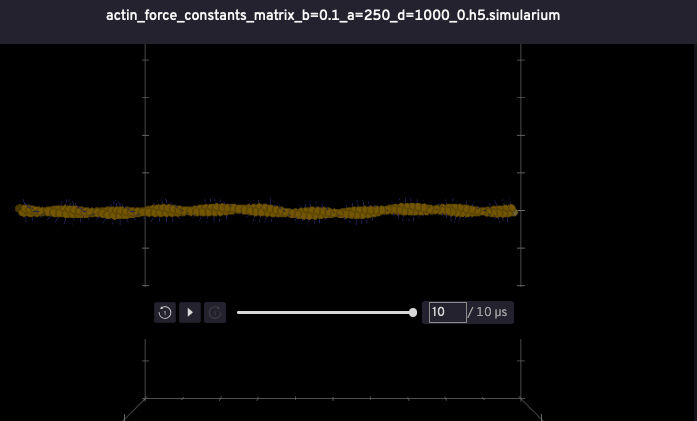 actin_force_constants_matrix_b=0.1_a=250_d=1000_0.h5.simularium
10 / 10 µs